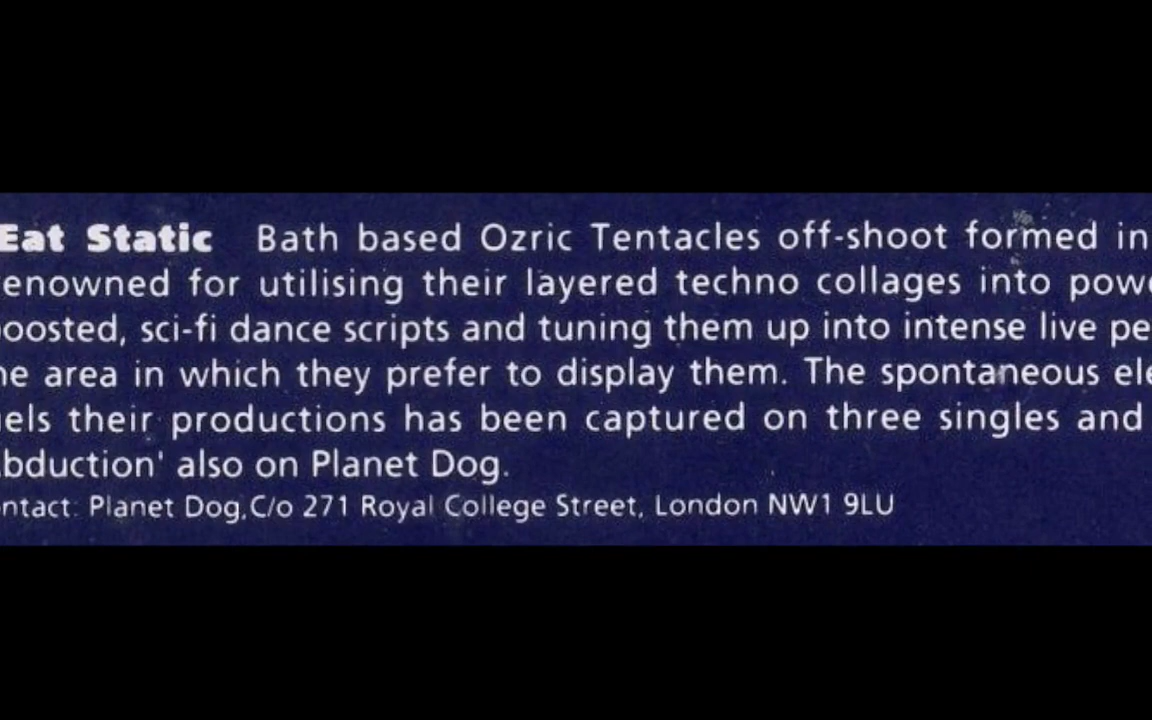 Eat Static Bath based Ozric Tentacles off-shoot formed in
enowned for utilising their layered techno collages into powe
oosted, sci-fi dance scripts and tuning them up into intense live pe
he area in which they prefer to display them. The spontaneous ele
els their productions has been captured on three singles and
bduction' also on Planet Dog.
ntact: Planet Dog,C/o 271 Royal College Street, London NW1 9LU